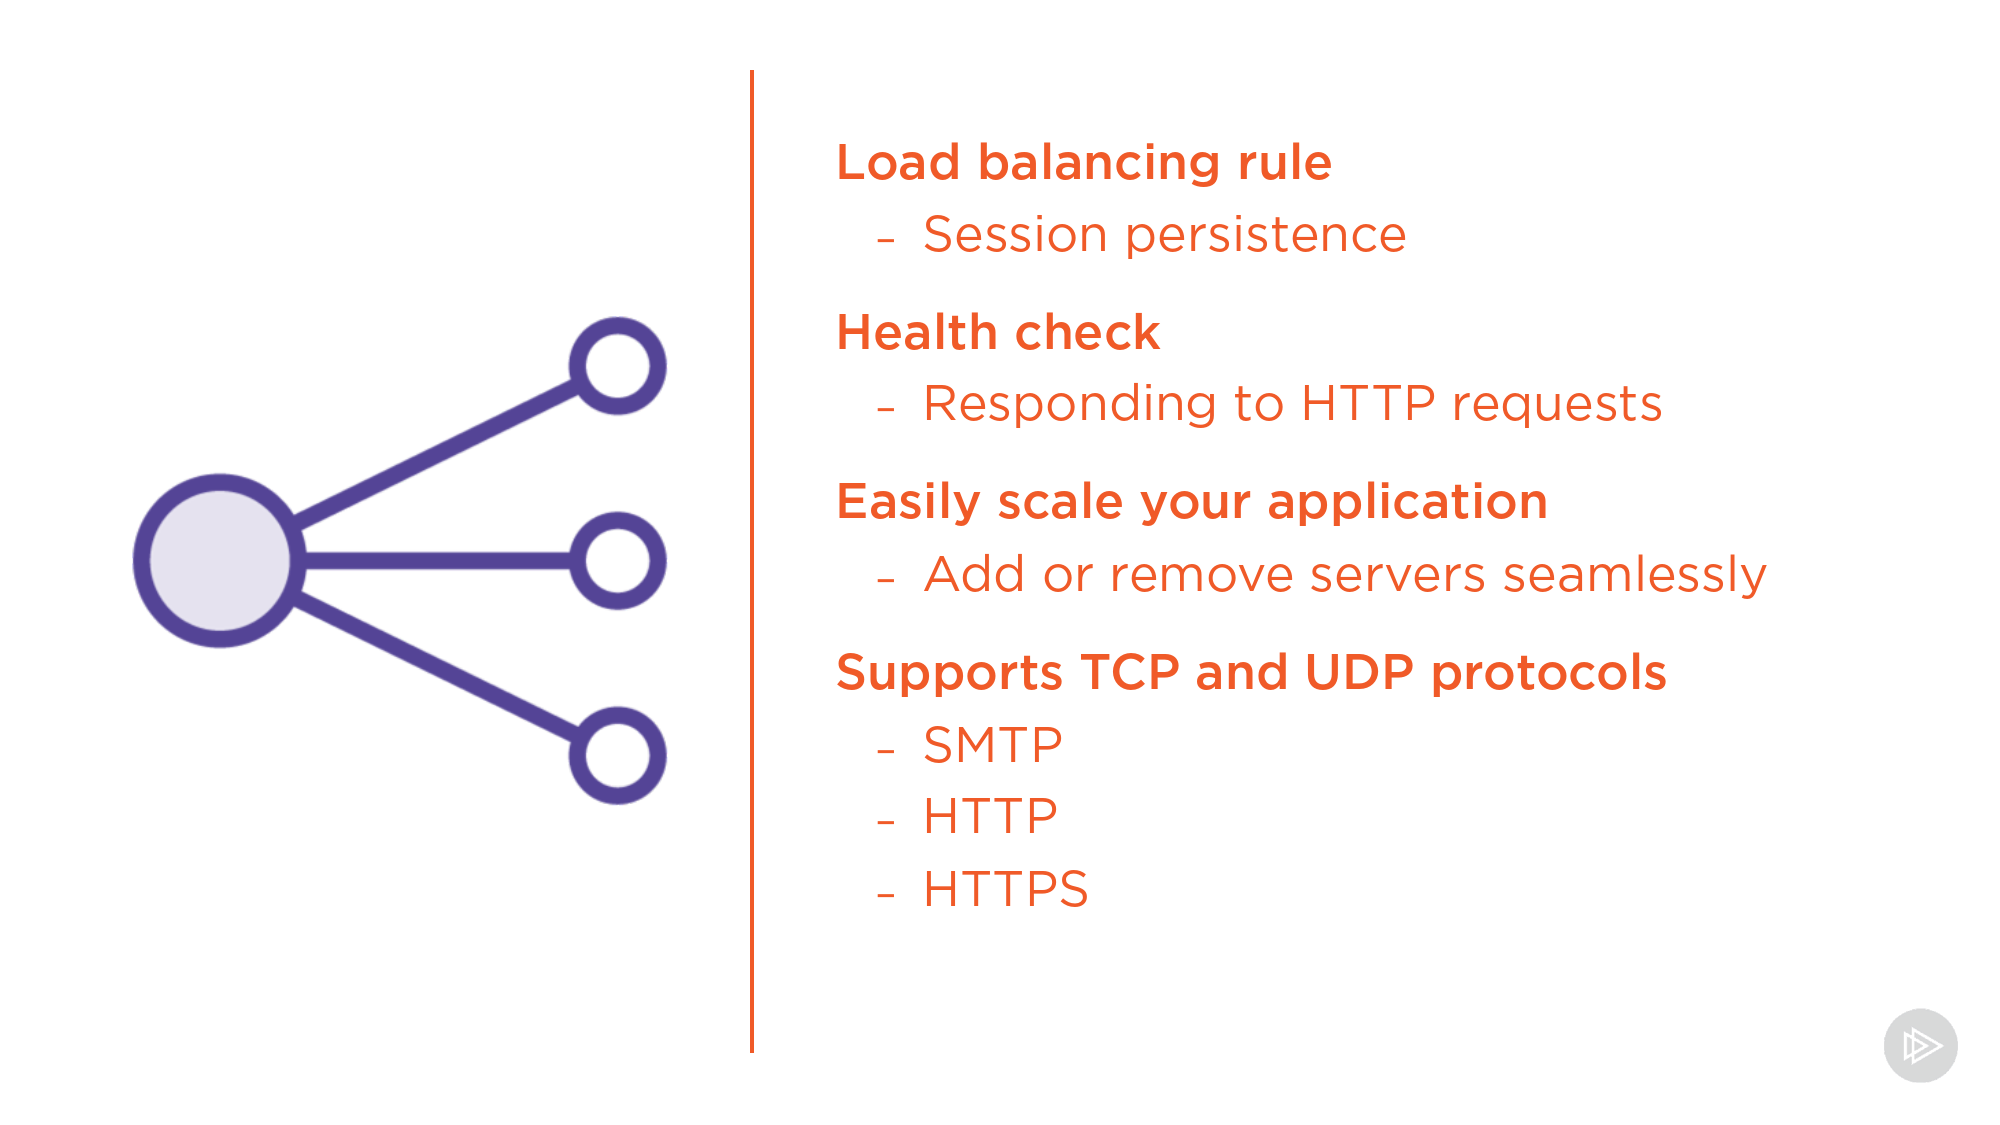 Load balancing rule
– Session persistence
Health check
– Responding to HTTP requests
Easily scale your application
– Add or remove servers seamlessly
Supports TCP and UDP protocols
– SMTP
– HTTP
– HTTPS